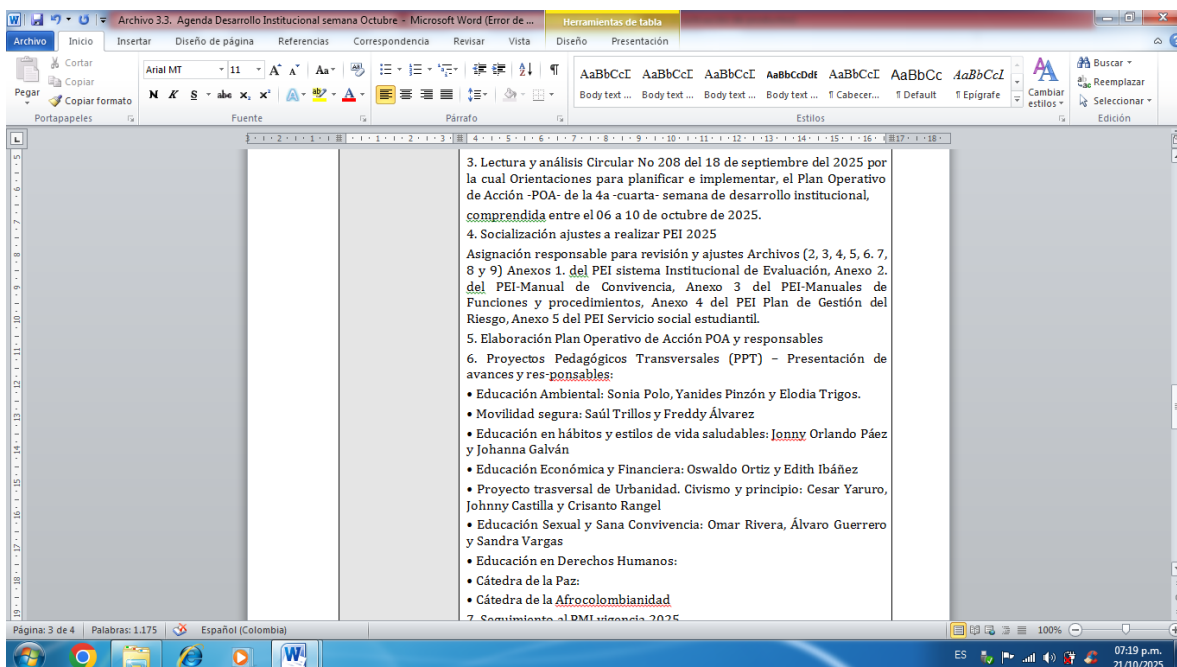 Archivo 3.3. Agenda Desarrollo Institucional semana Octubre - Microsoft Word (Error de ...
Herramientas de tabla
Archivo Inicio Insertar Diseño de página Referencias Correspondencia Revisar Vista Diseño Presentación
Cortar
Copiar
Pegar
Copiar formato
Portapapeles
Arial MT 11
Fuente
Párrafo
AaBbCcD AaBbCcD AaBbCcD AaBbCcDdE AaBbCcD AaBbCc AaBbCcL
Body text ... Body text ... Body text ... Body text ... ¶ Cabecer... ¶ Default ¶ Epígrafe
Cambiar estilos
Estilos
Buscar
Reemplazar
Seleccionar
Edición
3. Lectura y análisis Circular No 208 del 18 de septiembre del 2025 por
la cual Orientaciones para planificar e implementar, el Plan Operativo
de Acción -POA- de la 4a -cuarta- semana de desarrollo institucional,
comprendida entre el 06 a 10 de octubre de 2025.
4. Socialización ajustes a realizar PEI 2025
Asignación responsable para revisión y ajustes Archivos (2, 3, 4, 5, 6. 7,
8 y 9) Anexos 1. del PEI sistema Institucional de Evaluación, Anexo 2.
del PEI-Manual de Convivencia, Anexo 3 del PEI-Manuales de
Funciones y procedimientos, Anexo 4 del PEI Plan de Gestión del
Riesgo, Anexo 5 del PEI Servicio social estudiantil.
5. Elaboración Plan Operativo de Acción POA y responsables
6. Proyectos Pedagógicos Transversales (PPT) – Presentación de
avances y res-ponsables:
• Educación Ambiental: Sonia Polo, Yanides Pinzón y Elodia Trigos.
• Movilidad segura: Saúl Trillos y Freddy Álvarez
• Educación en hábitos y estilos de vida saludables: Jonny Orlando Páez
y Johanna Galván
• Educación Económica y Financiera: Oswaldo Ortiz y Edith Ibáñez
• Proyecto trasversal de Urbanidad. Civismo y principio: Cesar Yaruro,
Johnny Castilla y Crisanto Rangel
• Educación Sexual y Sana Convivencia: Omar Rivera, Álvaro Guerrero
y Sandra Vargas
• Educación en Derechos Humanos:
• Cátedra de la Paz:
• Cátedra de la Afrocolombianidad
7. Seguimiento al PMI vigencia 2025
Página: 3 de 4 Palabras: 1.175 Español (Colombia) 100%
ES 07:19 p.m.
21/10/2025